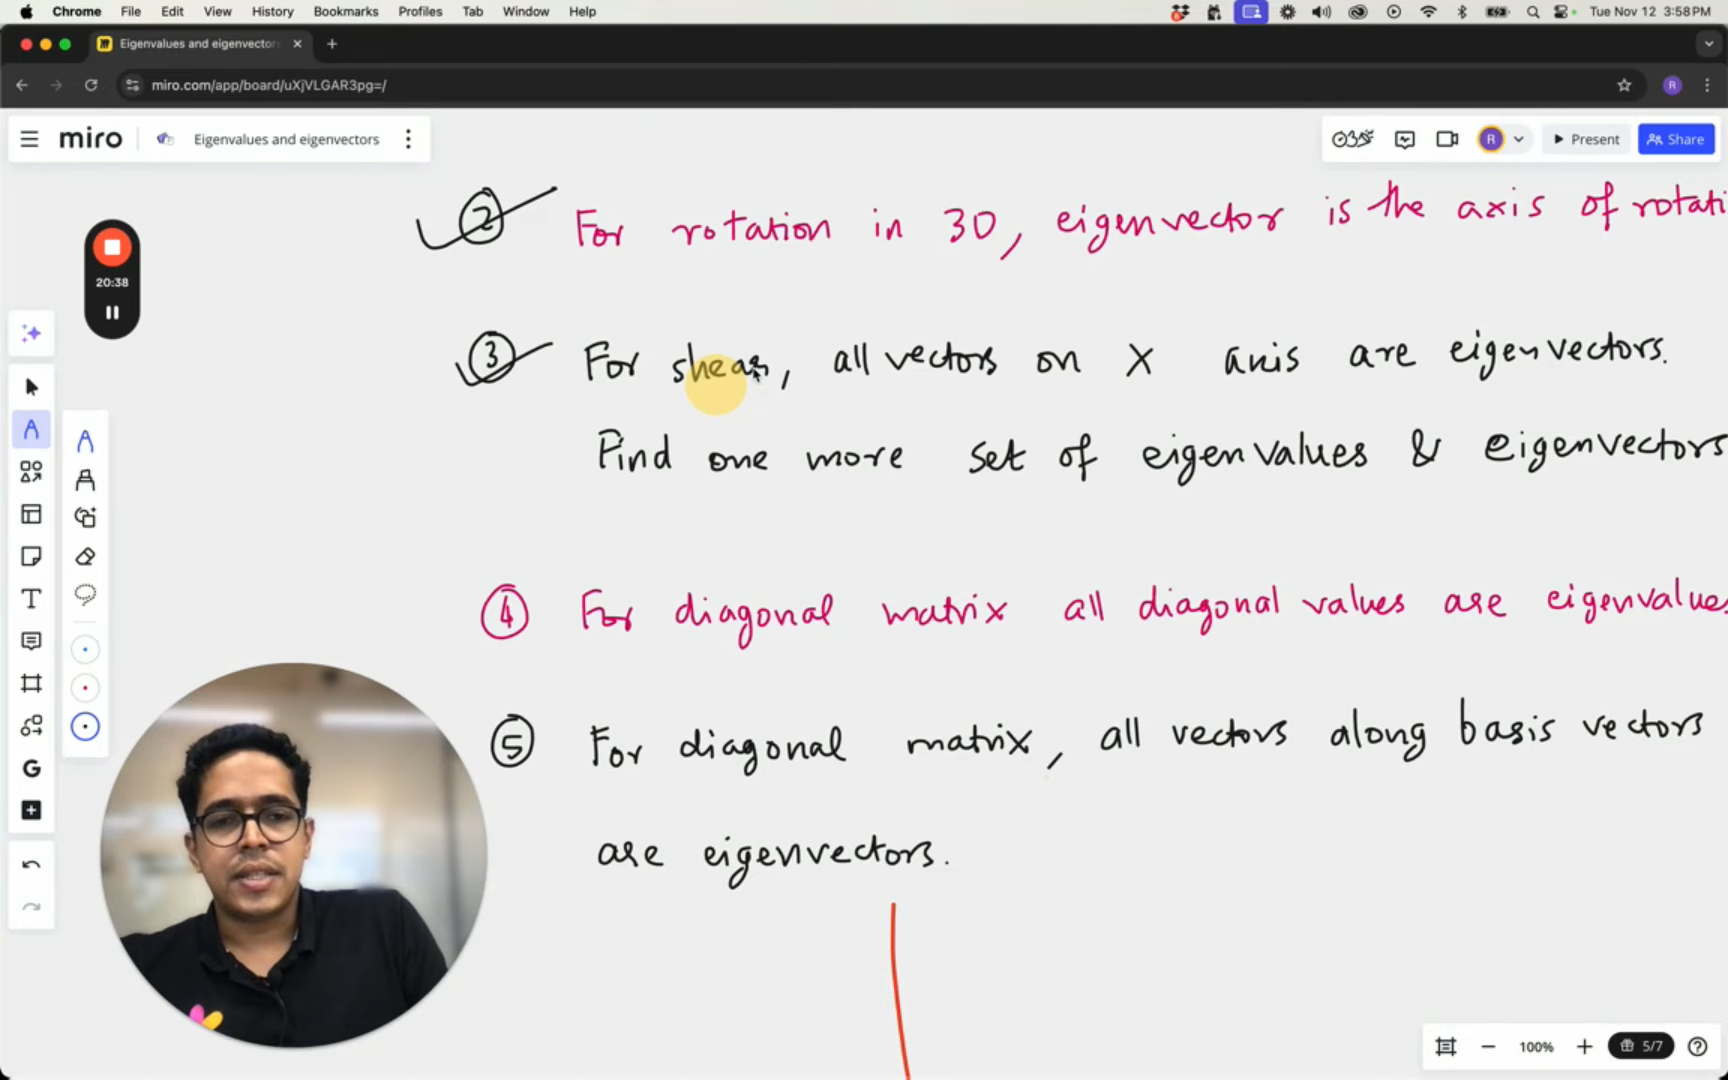 Chrome File Edit View History Bookmarks Profiles Tab Window Help Tue Nov 12 3:58 PM
Eigenvalues and eigenvector
miro.com/app/board/uXjVLGAR3pg=/
miro Eigenvalues and eigenvectors R Present Share
② For rotation in 3D, eigenvector is the axis of rotati
20:38
③ For shear, all vectors on X axis are eigenvectors.
Find one more set of eigenvalues & eigenvectors
④ For diagonal matrix all diagonal values are eigenvalues
⑤ For diagonal matrix, all vectors along basis vectors
are eigenvectors.
100% 5/7